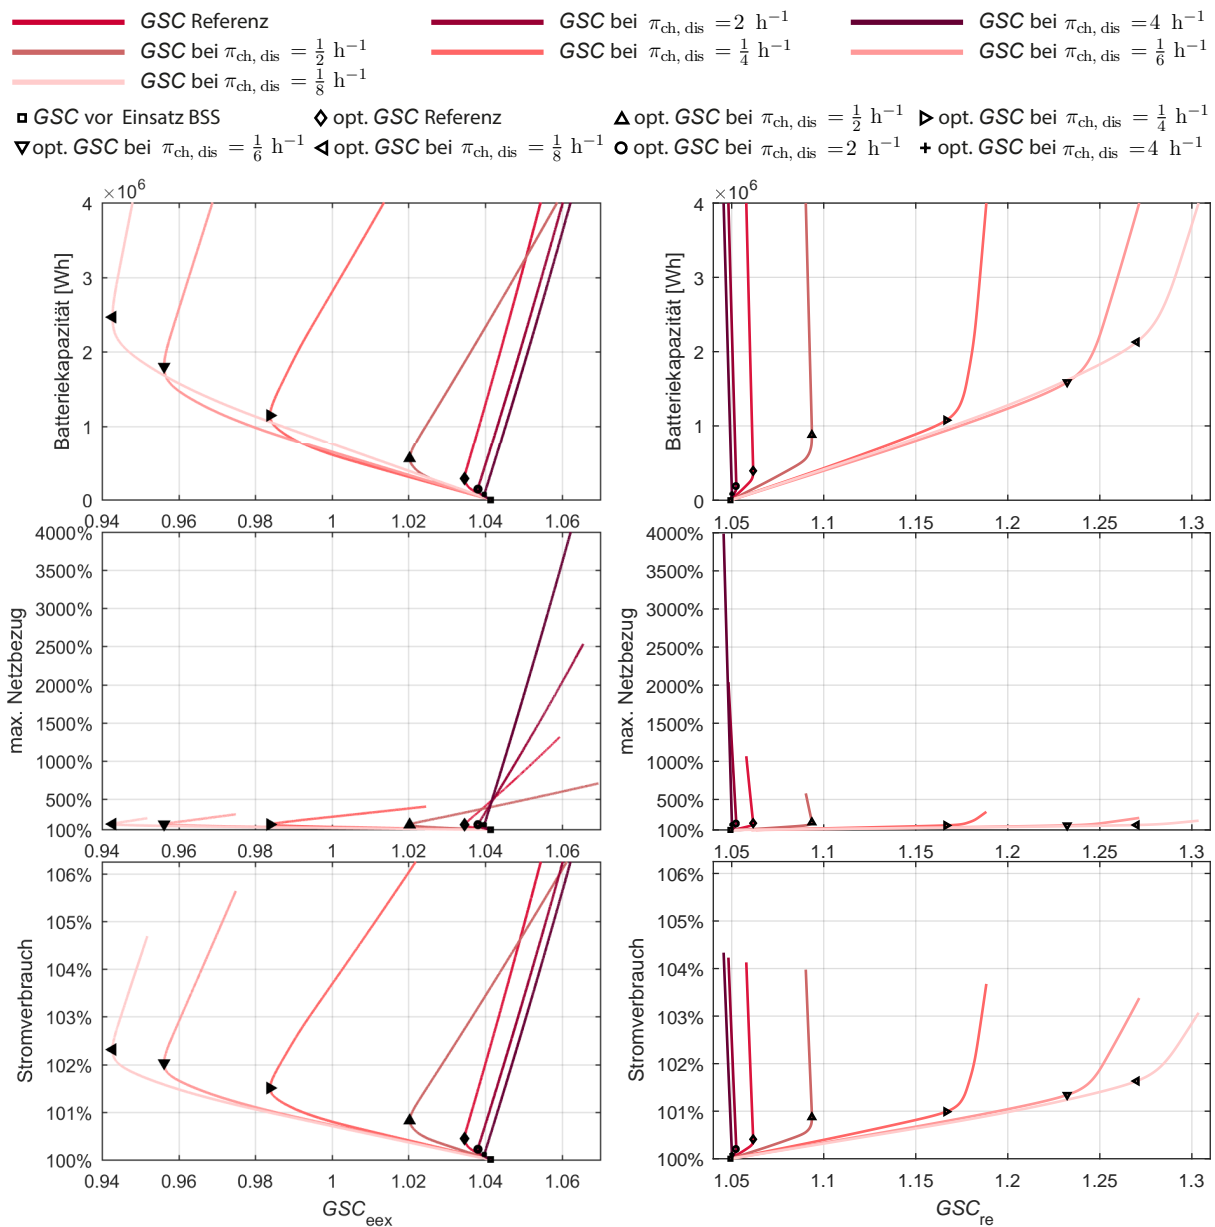 GSC Referenz GSC bei π_ch, dis = 2 h⁻¹ GSC bei π_ch, dis = 4 h⁻¹
GSC bei π_ch, dis = 1/2 h⁻¹ GSC bei π_ch, dis = 1/4 h⁻¹ GSC bei π_ch, dis = 1/6 h⁻¹
GSC bei π_ch, dis = 1/8 h⁻¹
GSC vor Einsatz BSS opt. GSC Referenz opt. GSC bei π_ch, dis = 1/2 h⁻¹ opt. GSC bei π_ch, dis = 1/4 h⁻¹
opt. GSC bei π_ch, dis = 1/6 h⁻¹ opt. GSC bei π_ch, dis = 1/8 h⁻¹ opt. GSC bei π_ch, dis = 2 h⁻¹ opt. GSC bei π_ch, dis = 4 h⁻¹
×10⁶
4
3
2
1
0
Batteriekapazität [Wh]
0.94 0.96 0.98 1 1.02 1.04 1.06
×10⁶
4
3
2
1
0
Batteriekapazität [Wh]
1.05 1.1 1.15 1.2 1.25 1.3
4000%
3500%
3000%
2500%
2000%
1500%
1000%
500%
100%
max. Netzbezug
0.94 0.96 0.98 1 1.02 1.04 1.06
4000%
3500%
3000%
2500%
2000%
1500%
1000%
500%
100%
max. Netzbezug
1.05 1.1 1.15 1.2 1.25 1.3
106%
105%
104%
103%
102%
101%
100%
Stromverbrauch
0.94 0.96 0.98 1 1.02 1.04 1.06
GSC_eex
106%
105%
104%
103%
102%
101%
100%
Stromverbrauch
1.05 1.1 1.15 1.2 1.25 1.3
GSC_re